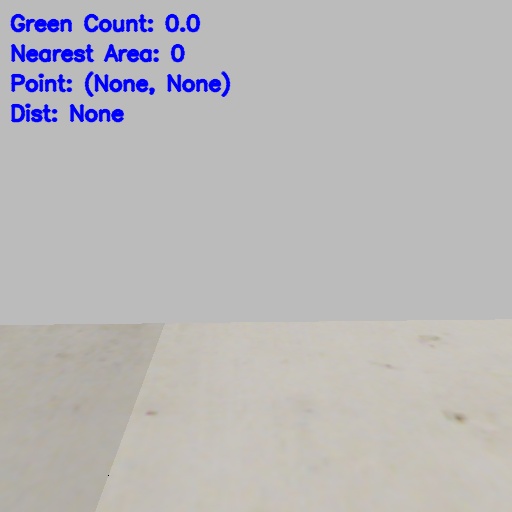 Green Count: 0.0
Nearest Area: 0
Point: (None, None)
Dist: None